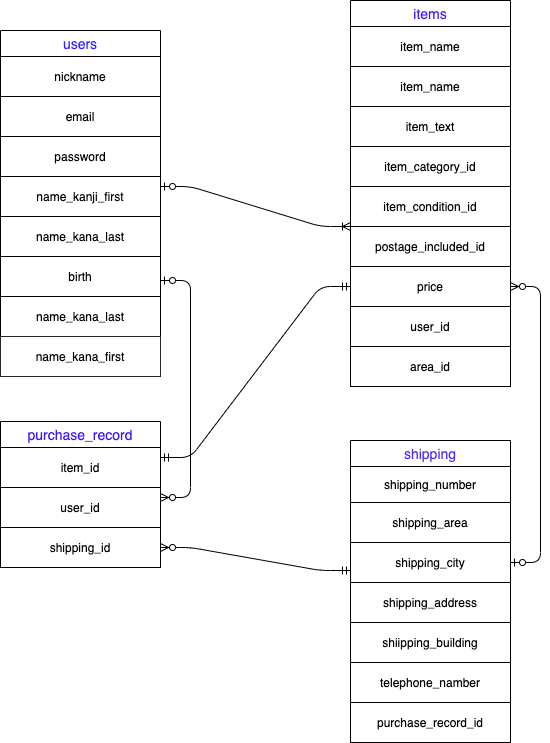 users
nickname
email
password
name_kanji_first
name_kana_last
birth
name_kana_last
name_kana_first
items
item_name
item_name
item_text
item_category_id
item_condition_id
postage_included_id
price
user_id
area_id
purchase_record
item_id
user_id
shipping_id
shipping
shipping_number
shipping_area
shipping_city
shipping_address
shiipping_building
telephone_namber
purchase_record_id